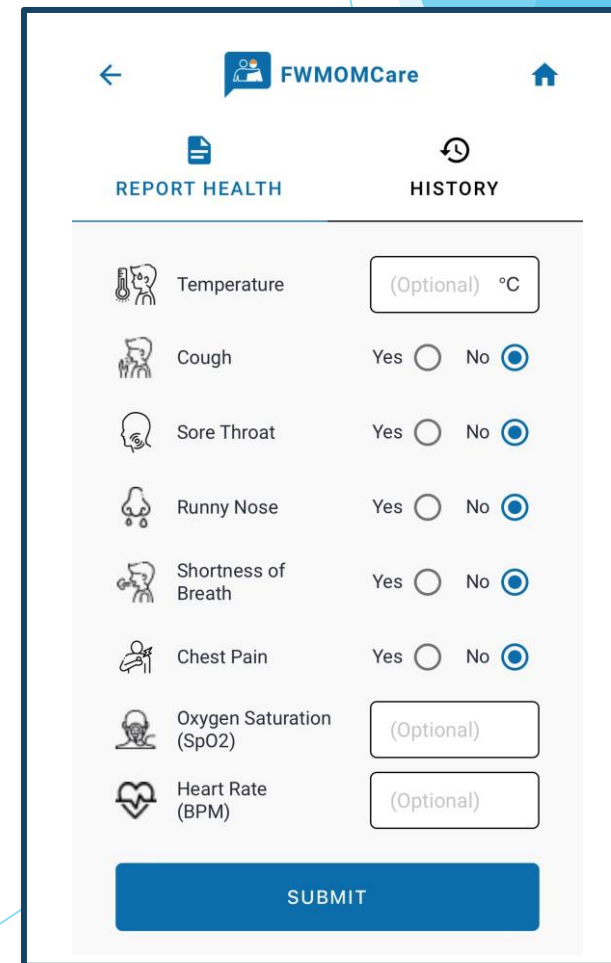 FWMOMCare
REPORT HEALTH
HISTORY
Temperature (Optional) °C
Cough Yes No
Sore Throat Yes No
Runny Nose Yes No
Shortness of
Breath Yes No
Chest Pain Yes No
Oxygen Saturation
(SpO2) (Optional)
Heart Rate
(BPM) (Optional)
SUBMIT